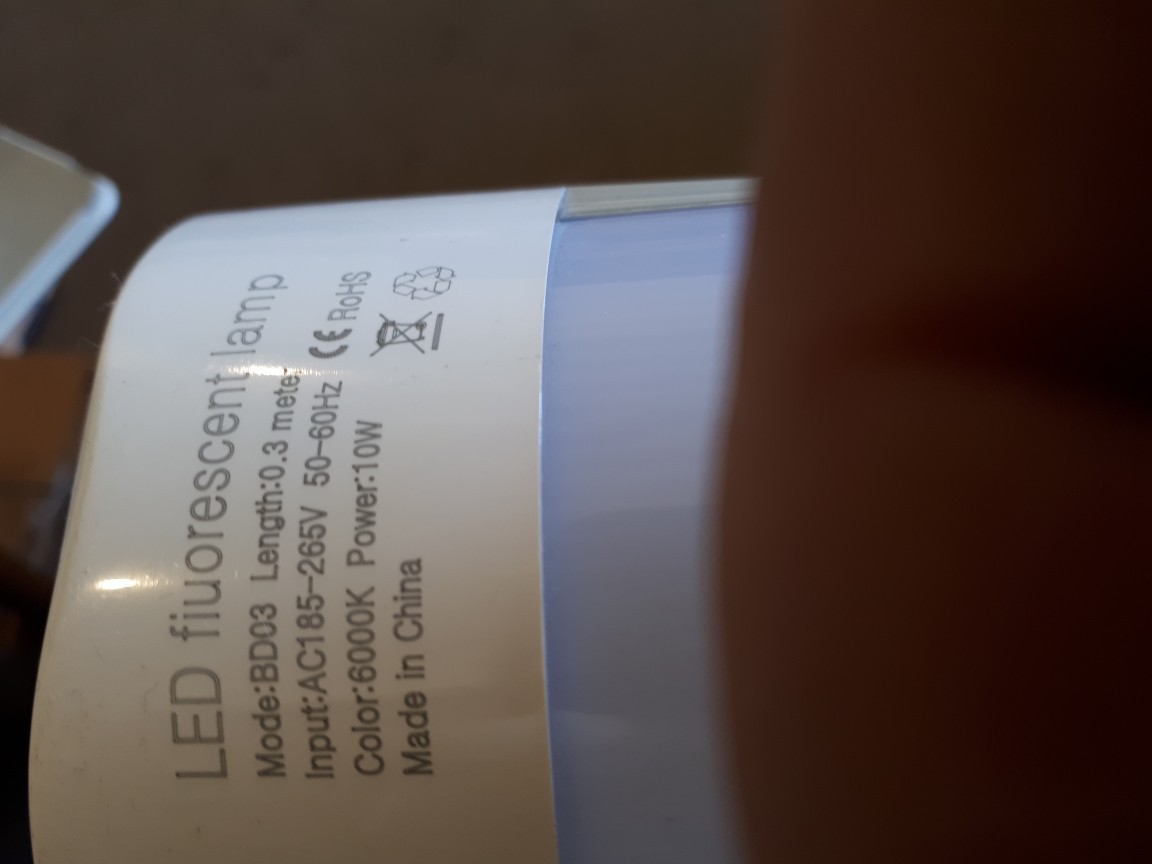 LED fiuorescent lamp
Mode:BD03 Length:0.3 meter
Input:AC185-265V 50-60Hz CE RoHS
Color:6000K Power:10W
Made in China